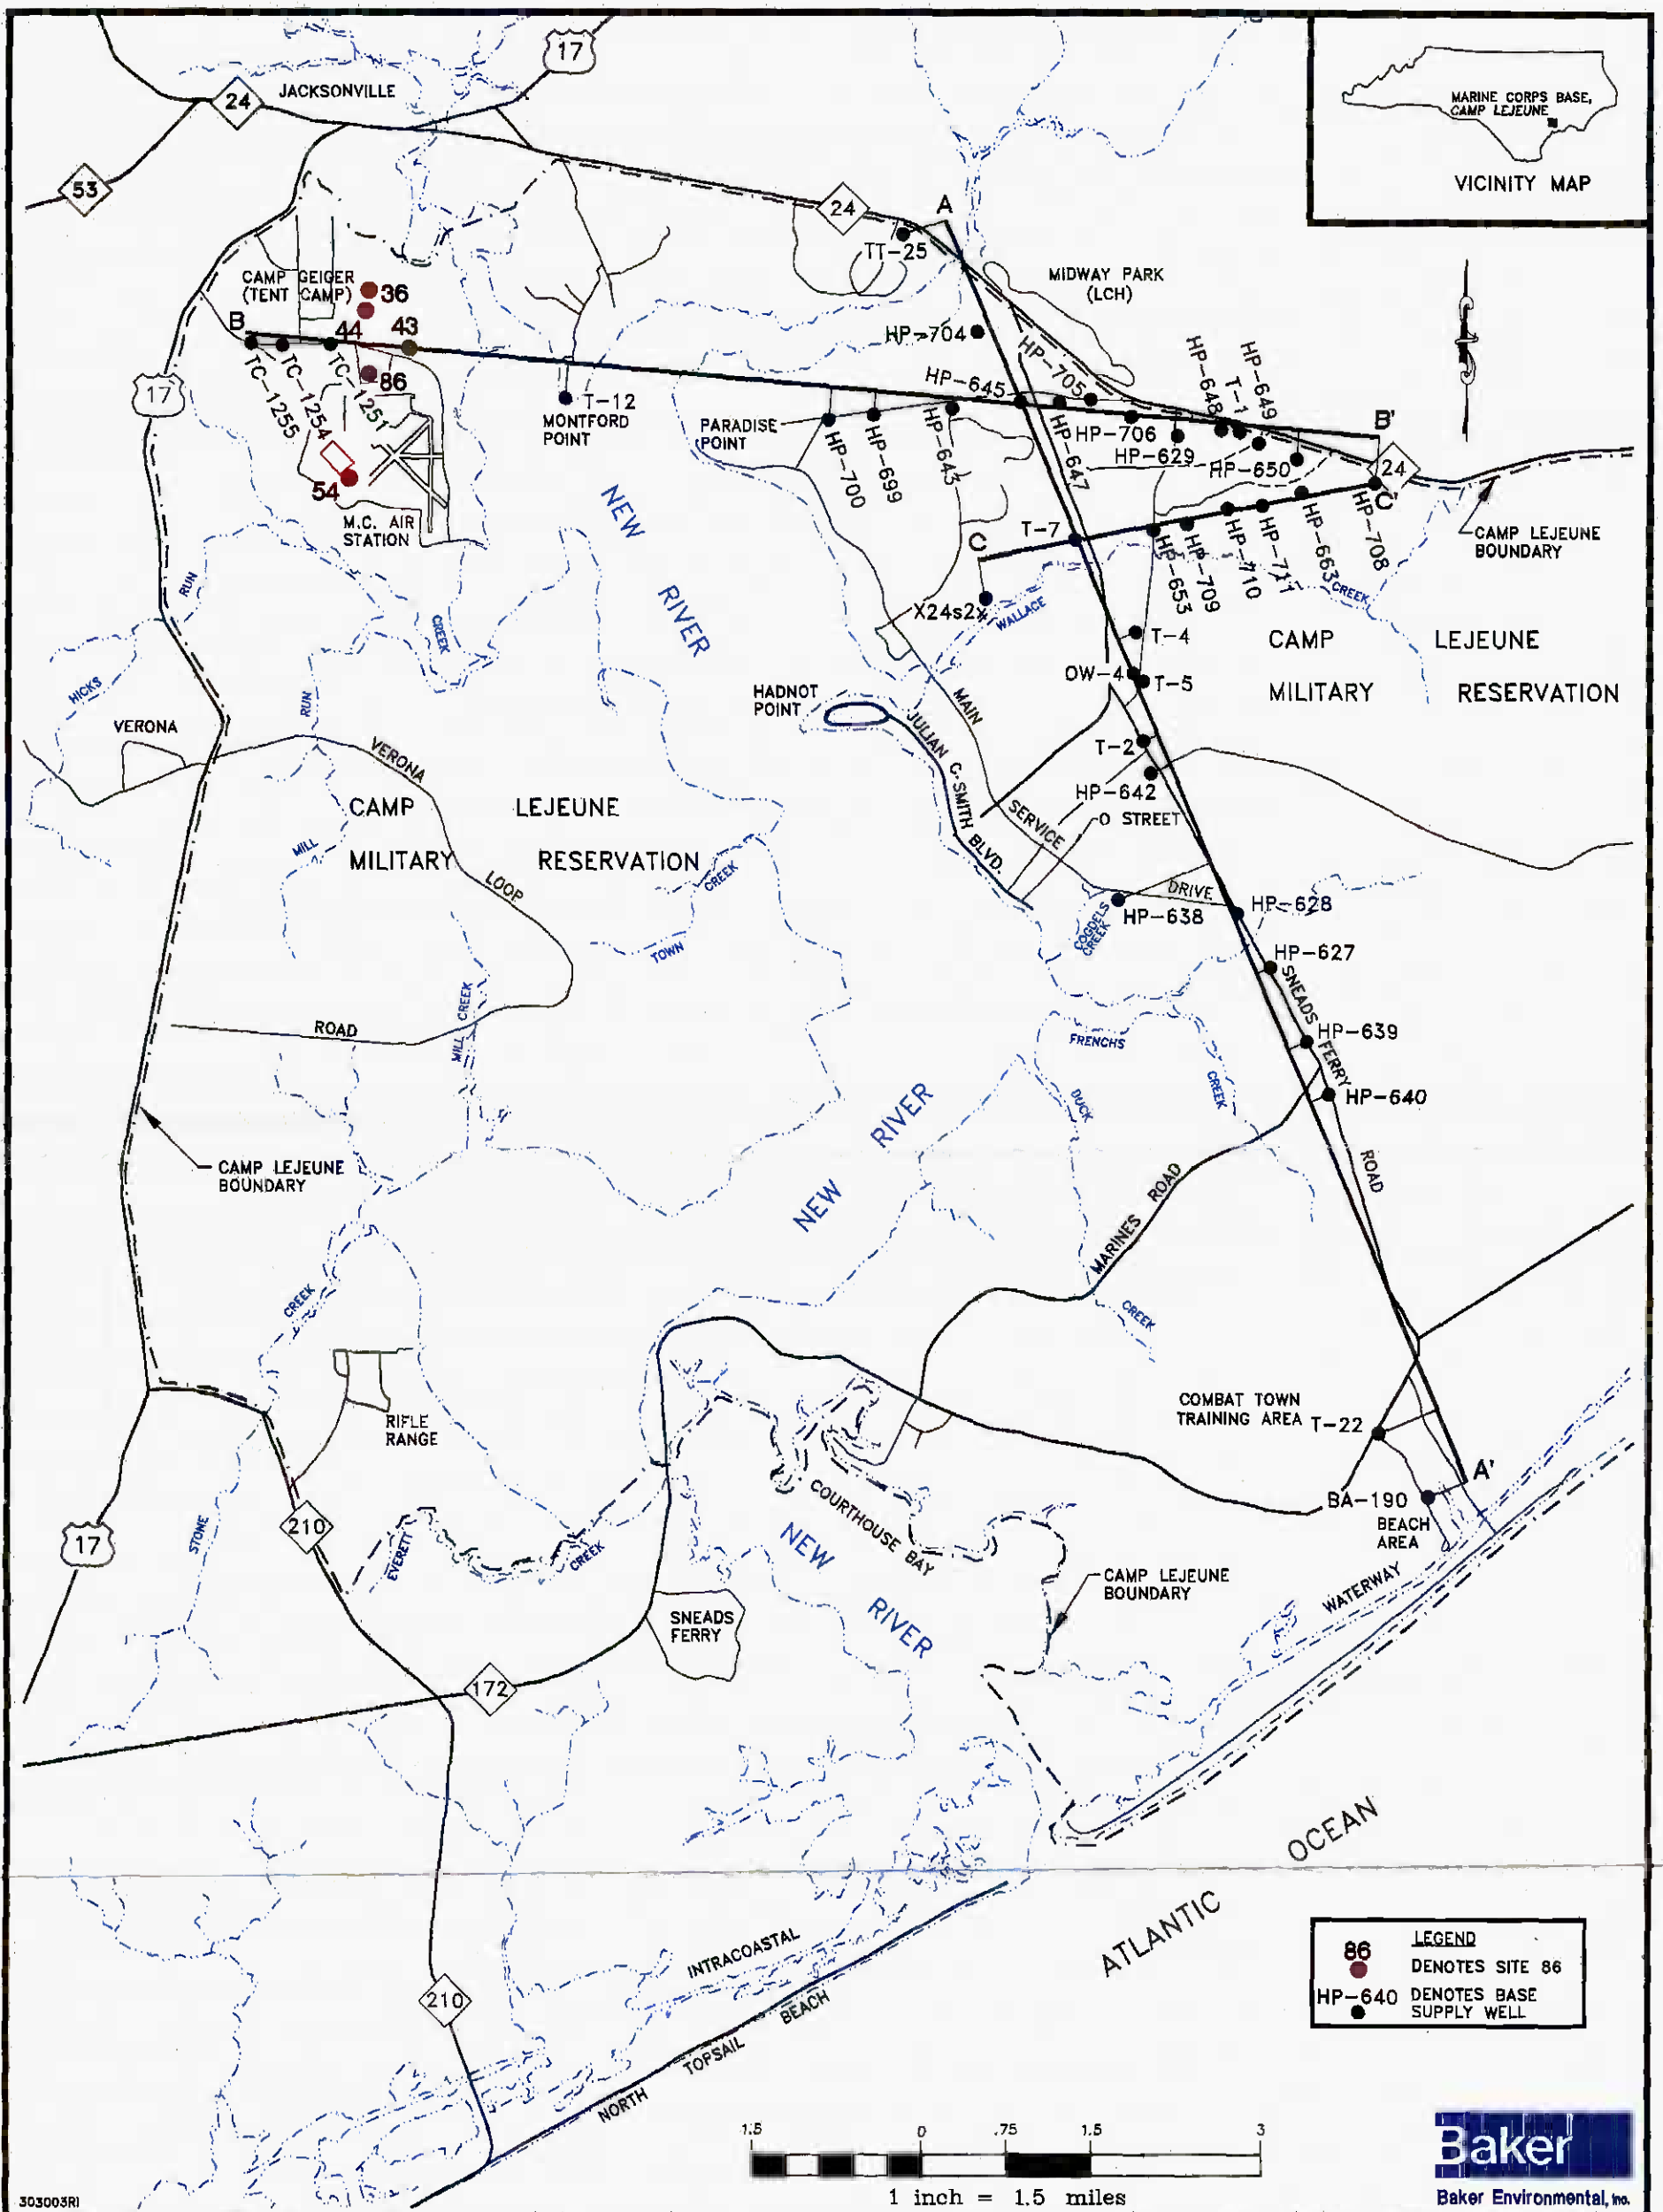 17
JACKSONVILLE
24
53
MARINE CORPS BASE,
CAMP LEJEUNE
VICINITY MAP
24
A
TT-25
MIDWAY PARK
(LCH)
CAMP GEIGER
(TENT CAMP)
36
B
44
43
HP-704
HP-705
HP-645
HP-648
T-1
HP-649
17
TC-1255
TC-1254
TC-1251
86
T-12
MONTFORD
POINT
PARADISE
POINT
HP-700
HP-699
HP-643
HP-647
HP-706
HP-629
HP-650
B'
24
54
M.C. AIR
STATION
NEW
RIVER
C
T-7
C'
HP-653
HP-709
HP-710
HP-711
HP-663
HP-708
CAMP LEJEUNE
BOUNDARY
RUN
CREEK
HICKS
RUN
X24s2x
WALLACE
CREEK
T-4
CAMP LEJEUNE
MILITARY RESERVATION
OW-4
T-5
HADNOT
POINT
MAIN
JULIAN C. SMITH BLVD.
T-2
HP-642
SERVICE
O STREET
VERONA
VERONA
CAMP LEJEUNE
MILITARY RESERVATION
MILL
LOOP
CREEK
TOWN
DRIVE
COGDELS
CREEK
HP-638
HP-628
HP-627
SNEADS
FERRY
HP-639
HP-640
ROAD
ROAD
MILL CREEK
FRENCHS
CREEK
DUCK
RIVER
NEW
MARINES ROAD
CREEK
CAMP LEJEUNE
BOUNDARY
CREEK
RIFLE
RANGE
COMBAT TOWN
TRAINING AREA
T-22
A'
BA-190
BEACH
AREA
COURTHOUSE BAY
NEW
RIVER
210
17
STONE
EVERETT
CREEK
CAMP LEJEUNE
BOUNDARY
WATERWAY
SNEADS
FERRY
172
OCEAN
ATLANTIC
INTRACOASTAL
210
NORTH TOPSAIL BEACH
LEGEND
86
DENOTES SITE 86
HP-640
DENOTES BASE
SUPPLY WELL
1.5 0 .75 1.5 3
1 inch = 1.5 miles
Baker
Baker Environmental, Inc.
303003RI